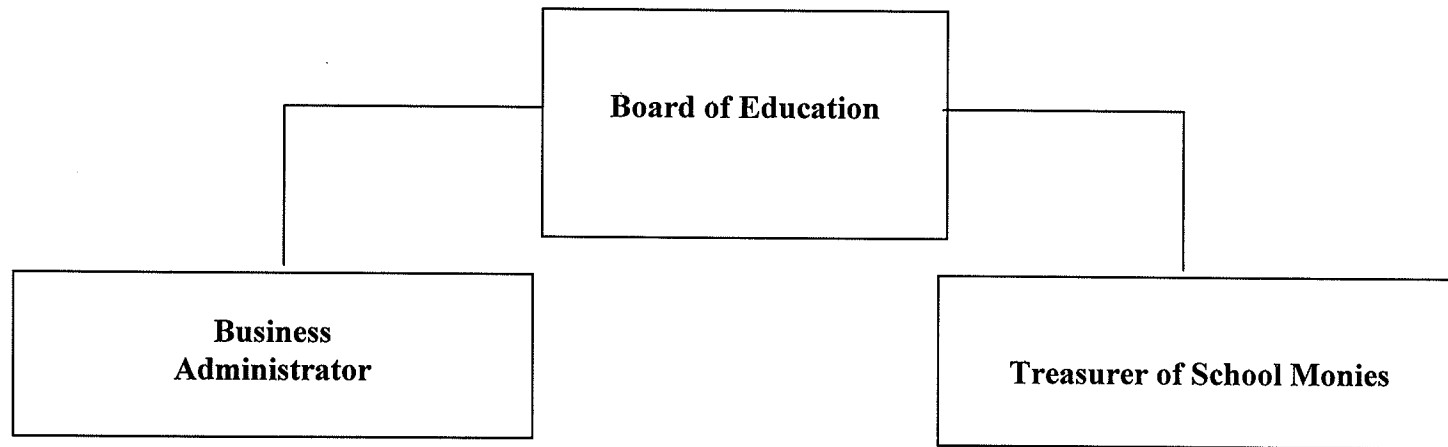 Board of Education
Business
Administrator
Treasurer of School Monies